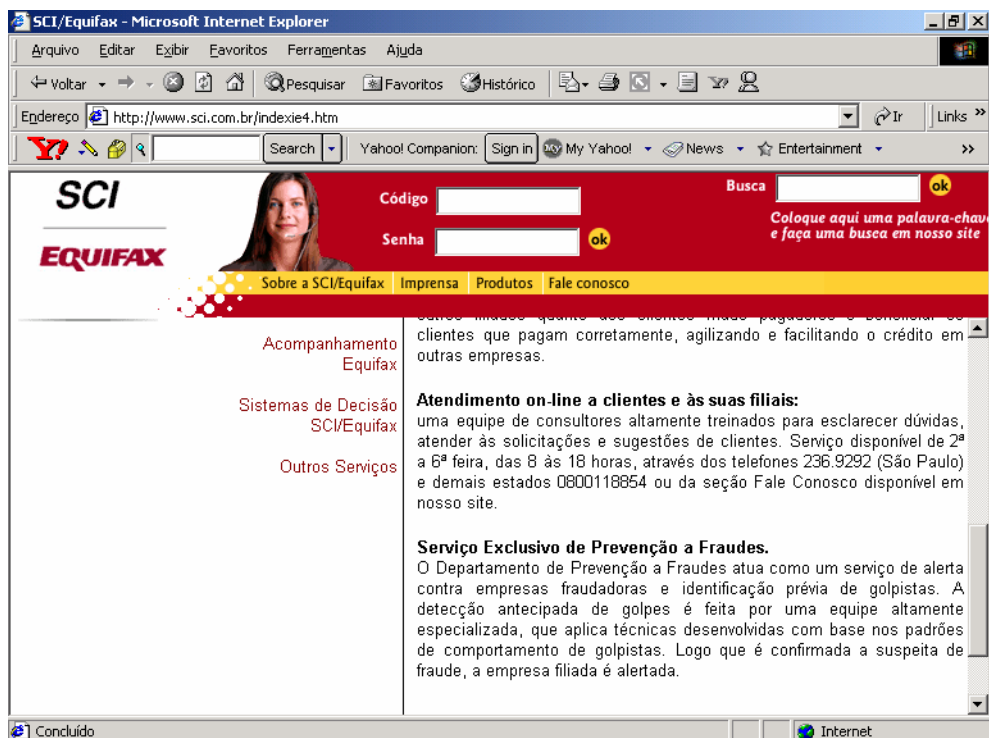 SCI/Equifax - Microsoft Internet Explorer
Arquivo Editar Exibir Favoritos Ferramentas Ajuda
Voltar Pesquisar Favoritos Histórico
Endereço http://www.sci.com.br/indexie4.htm Ir Links »
Y! Search Yahoo! Companion: Sign in My Yahoo! News Entertainment »
SCI
EQUIFAX
Código
Senha ok
Busca ok
Coloque aqui uma palavra-chav
e faça uma busca em nosso site
Sobre a SCI/Equifax Imprensa Produtos Fale conosco
Acompanhamento
Equifax
Sistemas de Decisão
SCI/Equifax
Outros Serviços
outros filiados quanto aos clientes maus pagadores e beneficiar os
clientes que pagam corretamente, agilizando e facilitando o crédito em
outras empresas.
Atendimento on-line a clientes e às suas filiais:
uma equipe de consultores altamente treinados para esclarecer dúvidas,
atender às solicitações e sugestões de clientes. Serviço disponível de 2ª
a 6ª feira, das 8 às 18 horas, através dos telefones 236.9292 (São Paulo)
e demais estados 0800118854 ou da seção Fale Conosco disponível em
nosso site.
Serviço Exclusivo de Prevenção a Fraudes.
O Departamento de Prevenção a Fraudes atua como um serviço de alerta
contra empresas fraudadoras e identificação prévia de golpistas. A
detecção antecipada de golpes é feita por uma equipe altamente
especializada, que aplica técnicas desenvolvidas com base nos padrões
de comportamento de golpistas. Logo que é confirmada a suspeita de
fraude, a empresa filiada é alertada.
Concluído Internet